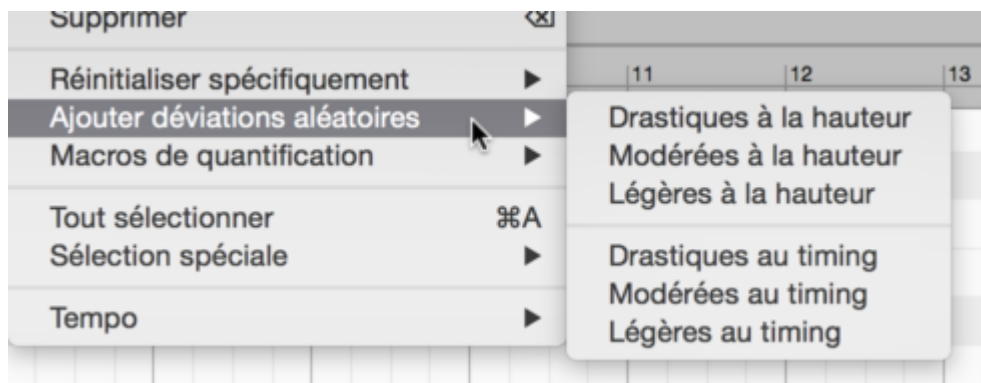 Supprimer ⌫
11 12 13
Réinitialiser spécifiquement ▶
Ajouter déviations aléatoires ▶
Macros de quantification ▶
Tout sélectionner ⌘A
Sélection spéciale ▶
Tempo ▶
Drastiques à la hauteur
Modérées à la hauteur
Légères à la hauteur
Drastiques au timing
Modérées au timing
Légères au timing